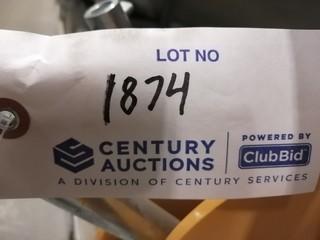 LOT NO
1874
CENTURY AUCTIONS
POWERED BY
ClubBid
A DIVISION OF CENTURY SERVICES